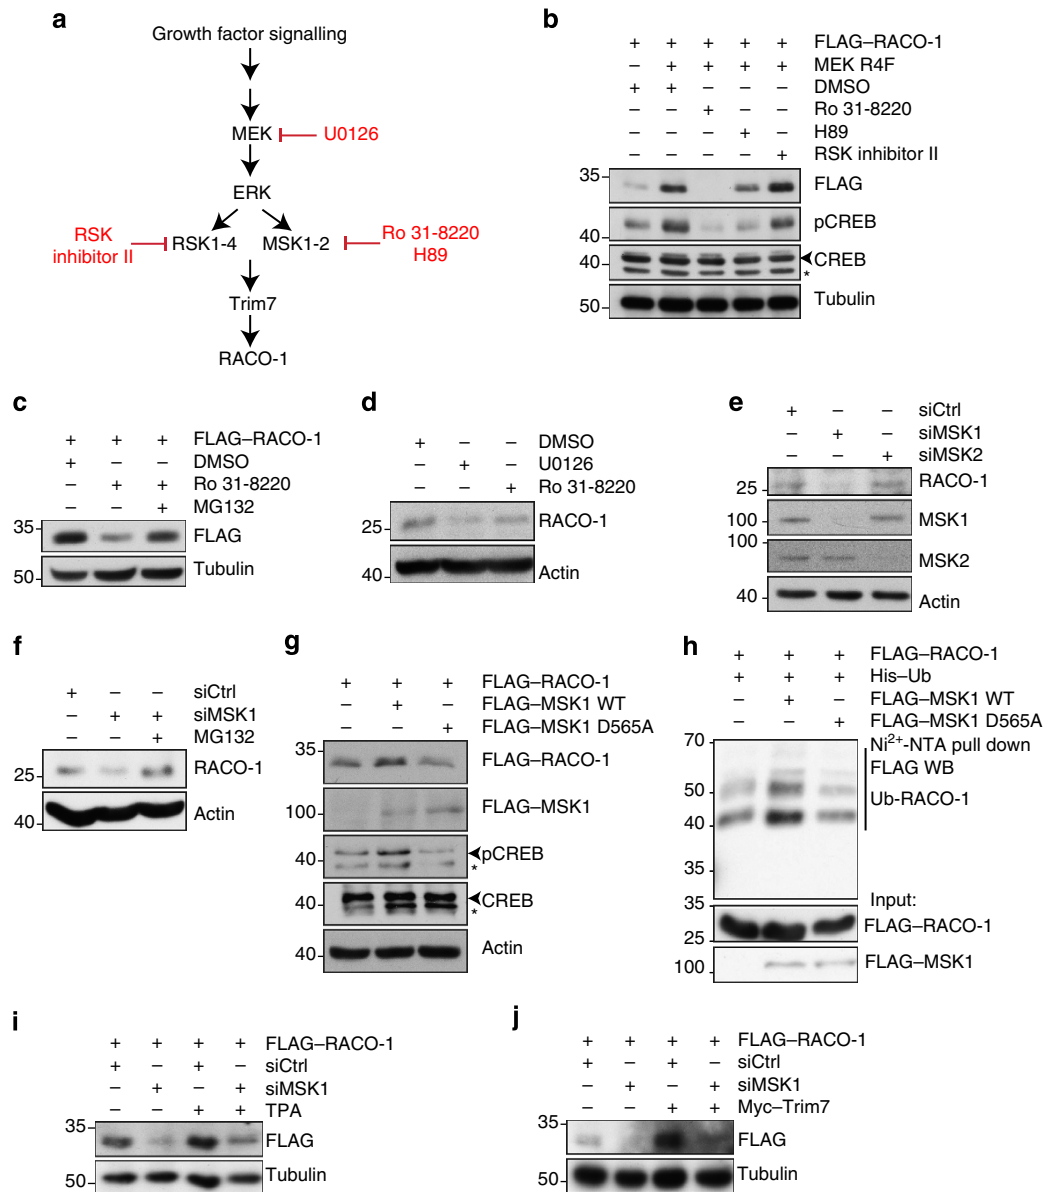 a
Growth factor signalling
MEK
U0126
ERK
RSK
inhibitor II
RSK1-4
MSK1-2
Ro 31-8220
H89
Trim7
RACO-1
b
+ + + + + FLAG–RACO-1
– + + + + MEK R4F
+ + – – – DMSO
– – + – – Ro 31-8220
– – – + – H89
– – – – + RSK inhibitor II
35 FLAG
pCREB
40
40 CREB
*
50 Tubulin
c
+ + + FLAG–RACO-1
+ – – DMSO
– + + Ro 31-8220
– – + MG132
35 FLAG
50 Tubulin
d
+ – – DMSO
– + – U0126
– – + Ro 31-8220
25 RACO-1
40 Actin
e
+ – – siCtrl
– + – siMSK1
– – + siMSK2
25 RACO-1
100 MSK1
100
MSK2
40 Actin
f
+ – – siCtrl
– + + siMSK1
– – + MG132
25 RACO-1
40 Actin
g
+ + + FLAG–RACO-1
– + – FLAG–MSK1 WT
– – + FLAG–MSK1 D565A
35 FLAG–RACO-1
100 FLAG–MSK1
40 pCREB
*
40 CREB
*
40 Actin
h
+ + + FLAG–RACO-1
+ + + His–Ub
– + – FLAG–MSK1 WT
– – + FLAG–MSK1 D565A
70 Ni2+-NTA pull down
FLAG WB
50 Ub-RACO-1
40
35
Input:
35
FLAG–RACO-1
25
100 FLAG–MSK1
i
+ + + + FLAG–RACO-1
+ – + – siCtrl
– + – + siMSK1
– – + + TPA
35
FLAG
50 Tubulin
j
+ + + + FLAG–RACO-1
+ – + – siCtrl
– + – + siMSK1
– – + + Myc–Trim7
35
FLAG
50 Tubulin